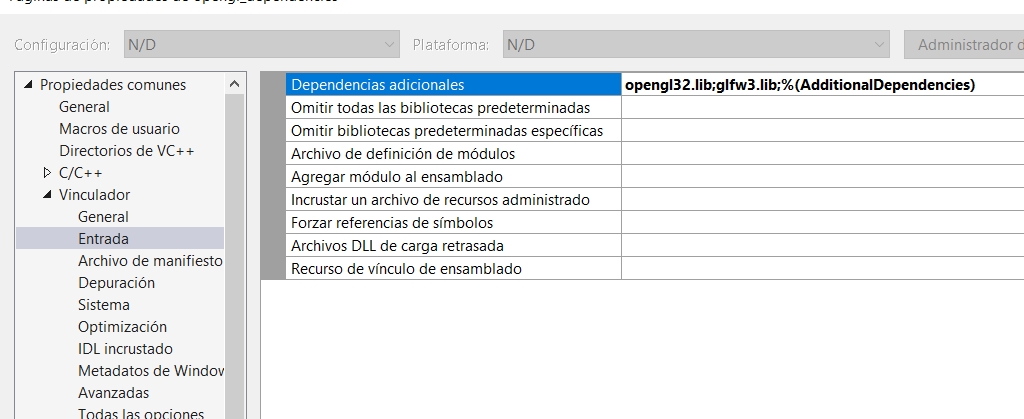 Configuración: N/D Plataforma: N/D Administrador d
Propiedades comunes
General
Macros de usuario
Directorios de VC++
C/C++
Vinculador
General
Entrada
Archivo de manifiesto
Depuración
Sistema
Optimización
IDL incrustado
Metadatos de Window
Avanzadas
Todas las opciones
Dependencias adicionales opengl32.lib;glfw3.lib;%(AdditionalDependencies)
Omitir todas las bibliotecas predeterminadas
Omitir bibliotecas predeterminadas específicas
Archivo de definición de módulos
Agregar módulo al ensamblado
Incrustar un archivo de recursos administrado
Forzar referencias de símbolos
Archivos DLL de carga retrasada
Recurso de vínculo de ensamblado